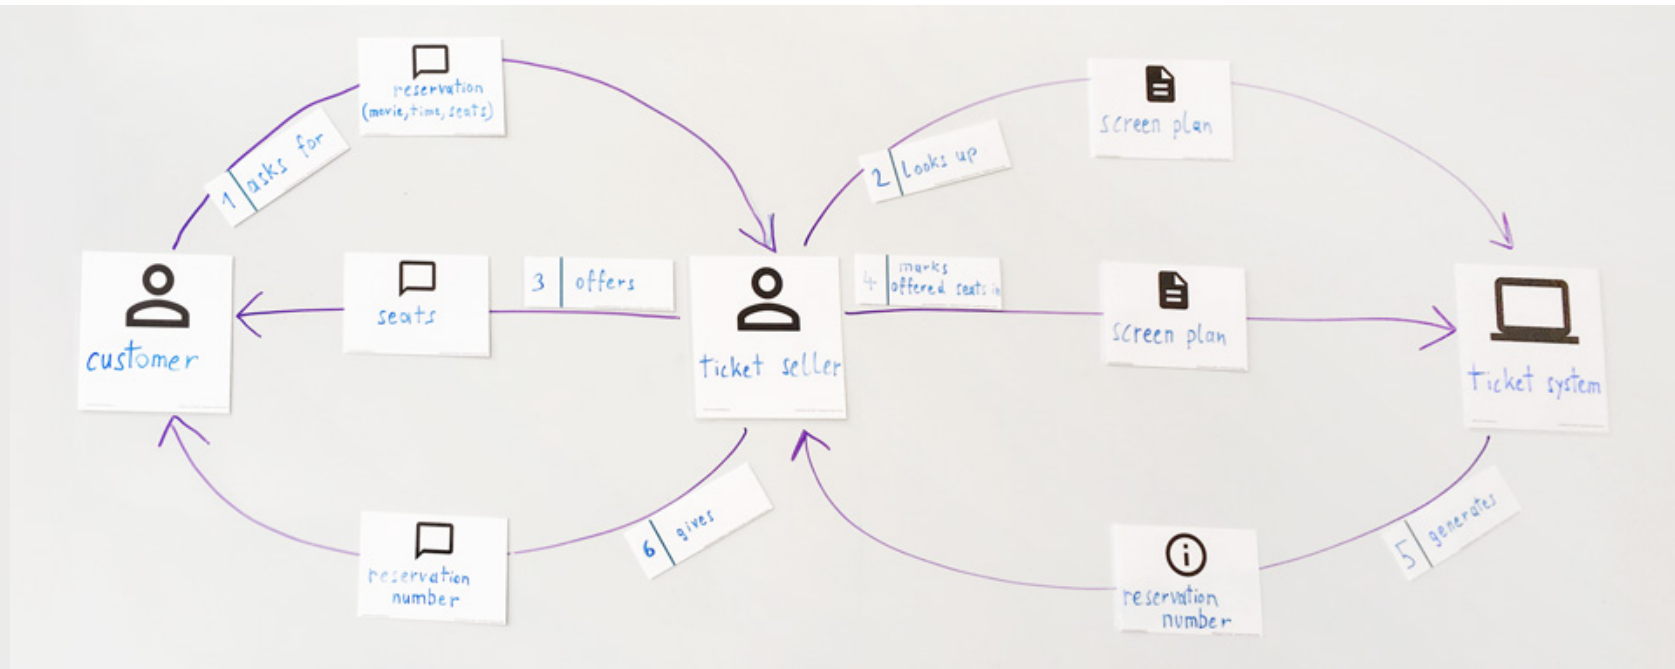 reservation
(movie, time, seats)
1 asks for
screen plan
2 Looks up
customer
seats
3 offers
ticket seller
4 marks
offered seats in
screen plan
ticket system
reservation
number
6 gives
reservation
number
5 generates